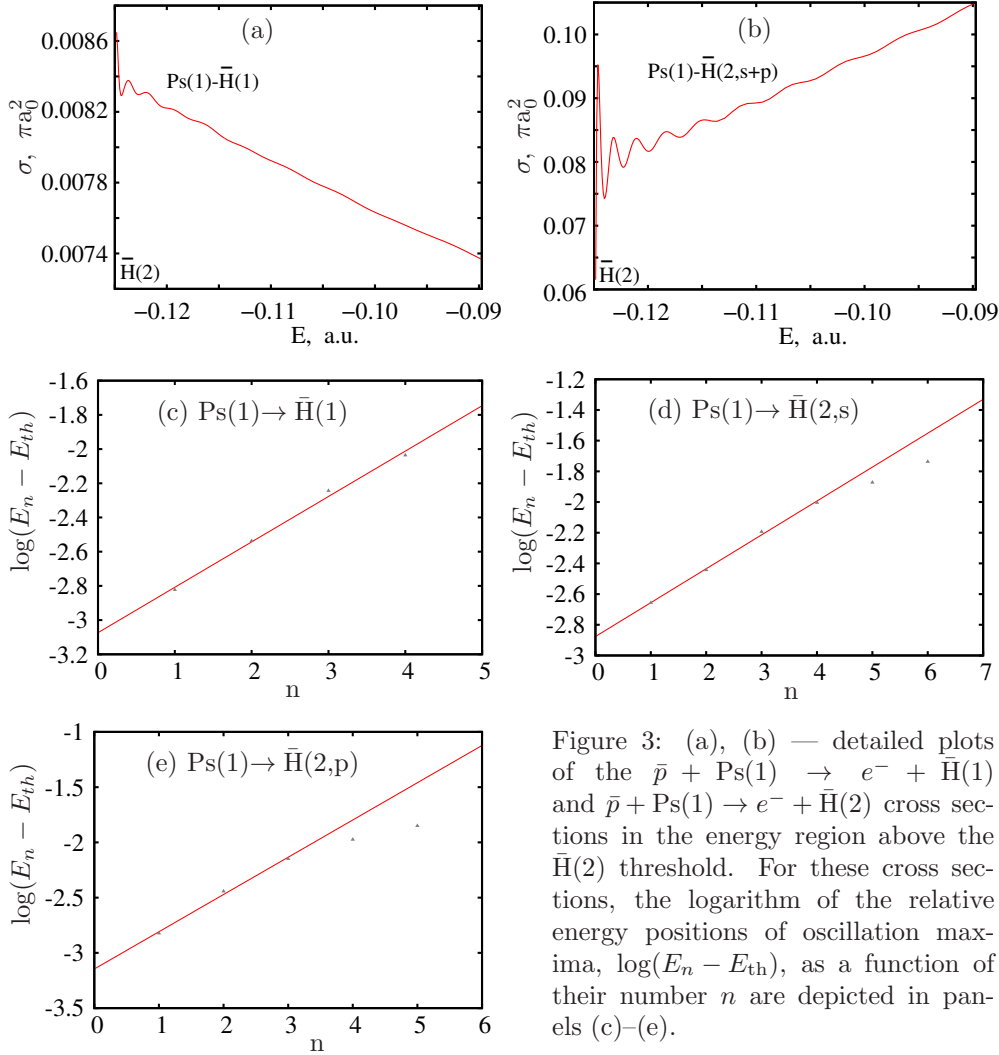 (a)
Ps(1)-H̄(1)
H̄(2)
0.0086
0.0082
0.0078
0.0074
σ, πa₀²
−0.12
−0.11
−0.10
−0.09
E, a.u.
(b)
Ps(1)-H̄(2,s+p)
H̄(2)
0.10
0.09
0.08
0.07
0.06
σ, πa₀²
−0.12
−0.11
−0.10
−0.09
E, a.u.
(c) Ps(1)→ H̄(1)
-1.6
-1.8
-2
-2.2
-2.4
-2.6
-2.8
-3
-3.2
log(Eₙ − Eₜₕ)
0 1 2 3 4 5
n
(d) Ps(1)→ H̄(2,s)
-1.2
-1.4
-1.6
-1.8
-2
-2.2
-2.4
-2.6
-2.8
-3
log(Eₙ − Eₜₕ)
0 1 2 3 4 5 6 7
n
(e) Ps(1)→ H̄(2,p)
-1
-1.5
-2
-2.5
-3
-3.5
log(Eₙ − Eₜₕ)
0 1 2 3 4 5 6
n
Figure 3: (a), (b) — detailed plots
of the p̄ + Ps(1) → e⁻ + H̄(1)
and p̄ + Ps(1) → e⁻ + H̄(2) cross sec-
tions in the energy region above the
H̄(2) threshold. For these cross sec-
tions, the logarithm of the relative
energy positions of oscillation max-
ima, log(Eₙ − Eₜₕ), as a function of
their number n are depicted in pan-
els (c)–(e).